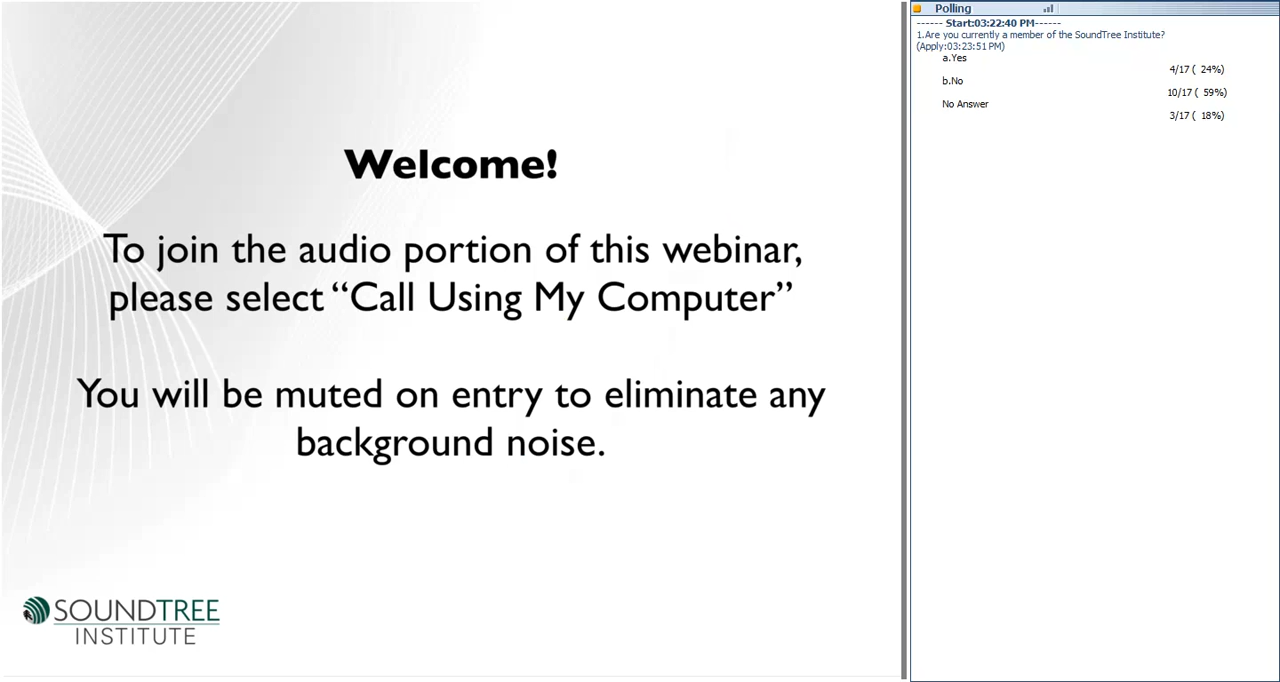 Welcome!
To join the audio portion of this webinar,
please select “Call Using My Computer”
You will be muted on entry to eliminate any
background noise.
SOUNDTREE
INSTITUTE
Polling
------ Start:03:22:40 PM------
1.Are you currently a member of the SoundTree Institute?
(Apply:03:23:51 PM)
a.Yes
4/17 ( 24%)
b.No
10/17 ( 59%)
No Answer
3/17 ( 18%)